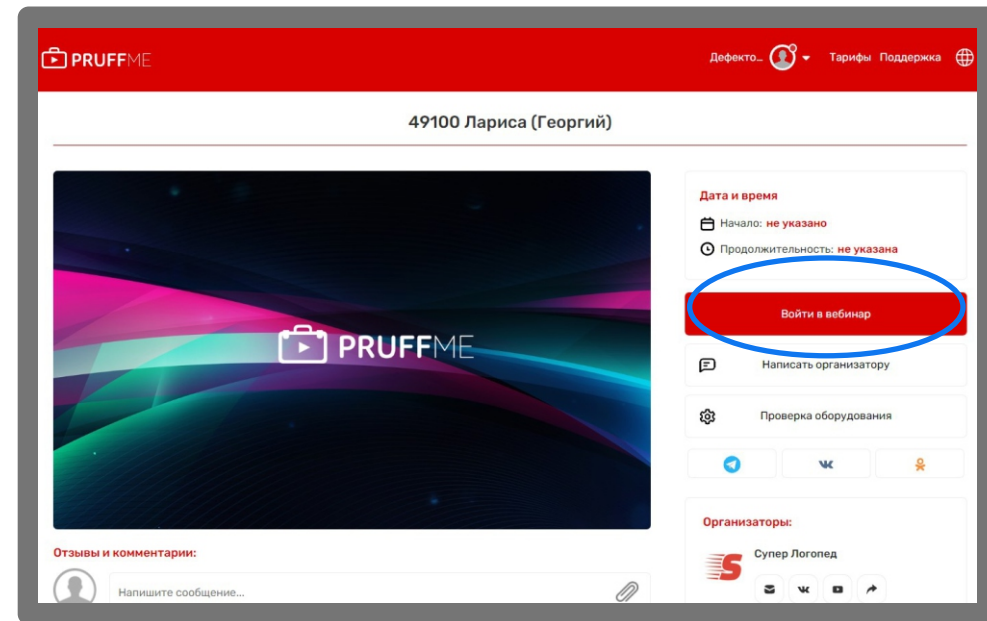 PRUFFME
Дефекто...
Тарифы
Поддержка
49100 Лариса (Георгий)
PRUFFME
Дата и время
Начало: не указано
Продолжительность: не указана
Войти в вебинар
Написать организатору
Проверка оборудования
Организаторы:
Супер Логопед
Отзывы и комментарии:
Напишите сообщение...